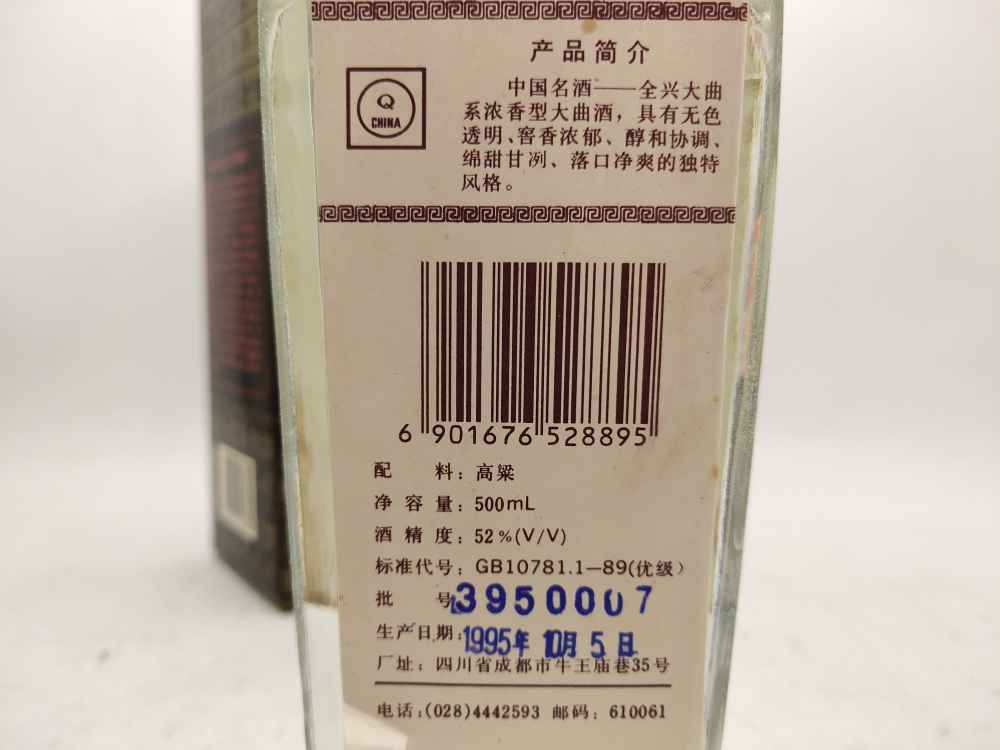 产品简介
Q
CHINA
中国名酒——全兴大曲
系浓香型大曲酒，具有无色
透明、窖香浓郁、醇和协调、
绵甜甘冽、落口净爽的独特
风格。
6 901676 528895
配 料：高粱
净 容 量：500mL
酒 精 度：52%(V/V)
标准代号：GB10781.1—89(优级）
批 号 3950007
生产日期：1995年 10月 5日
厂址：四川省成都市牛王庙巷35号
电话：(028)4442593 邮码：610061